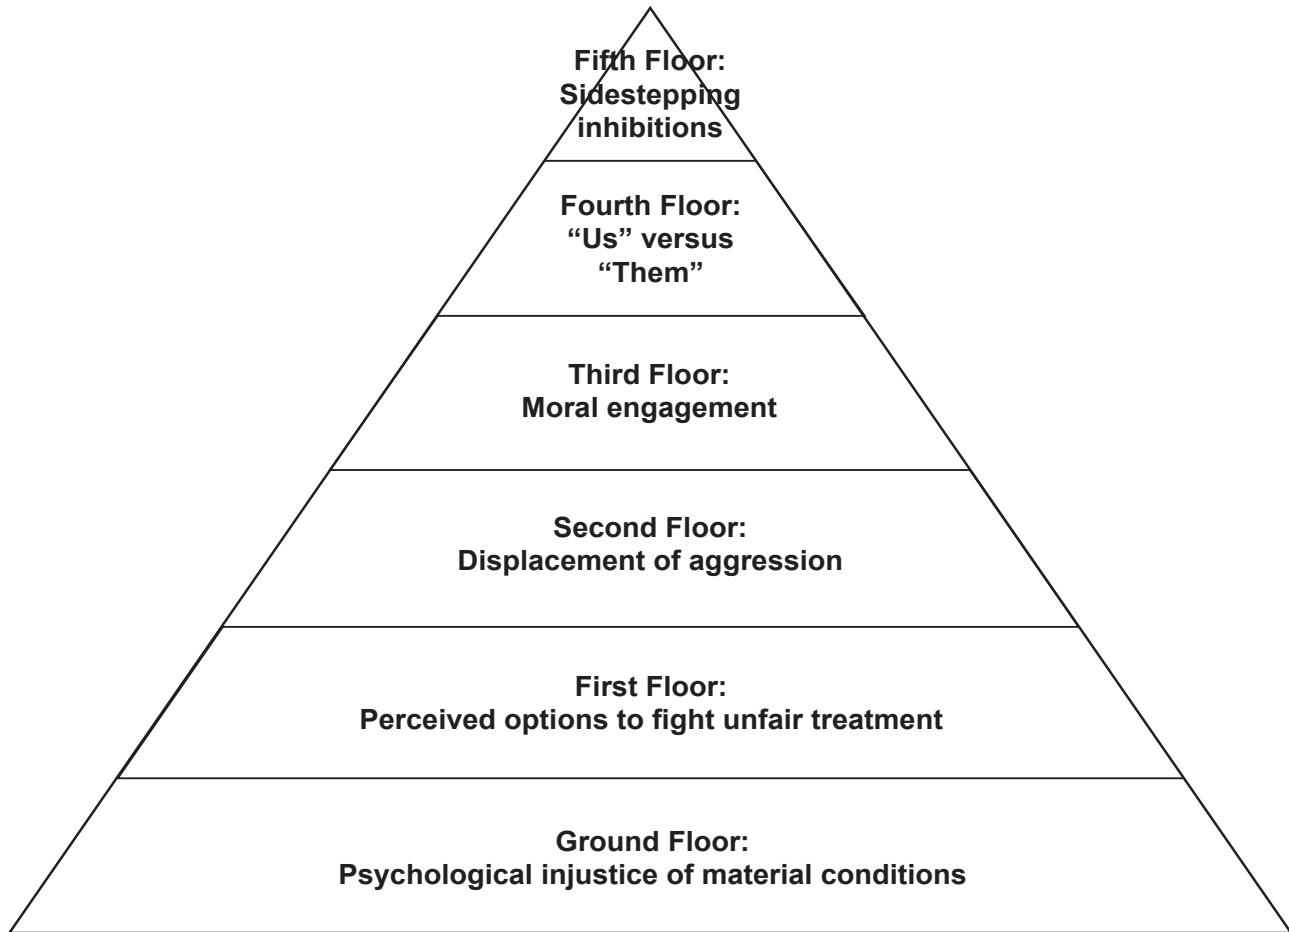 Fifth Floor:
Sidestepping
inhibitions
Fourth Floor:
“Us” versus
“Them”
Third Floor:
Moral engagement
Second Floor:
Displacement of aggression
First Floor:
Perceived options to fight unfair treatment
Ground Floor:
Psychological injustice of material conditions